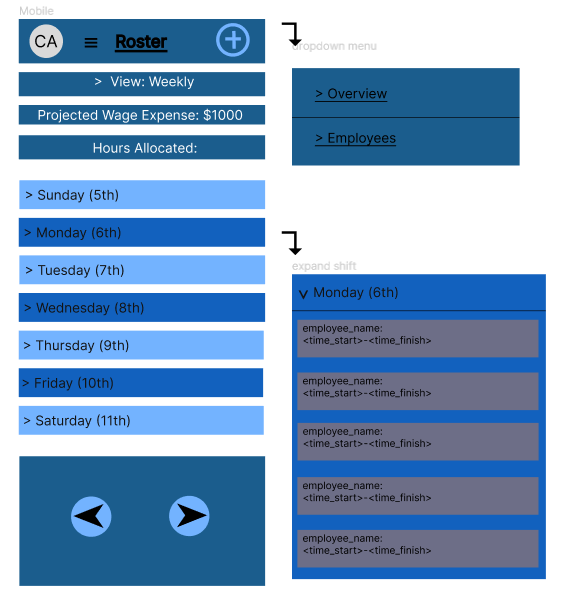 Mobile
CA
Roster
> View: Weekly
Projected Wage Expense: $1000
Hours Allocated:
> Sunday (5th)
> Monday (6th)
> Tuesday (7th)
> Wednesday (8th)
> Thursday (9th)
> Friday (10th)
> Saturday (11th)
dropdown menu
> Overview
> Employees
expand shift
Monday (6th)
employee_name:
<time_start>-<time_finish>
employee_name:
<time_start>-<time_finish>
employee_name:
<time_start>-<time_finish>
employee_name:
<time_start>-<time_finish>
employee_name:
<time_start>-<time_finish>